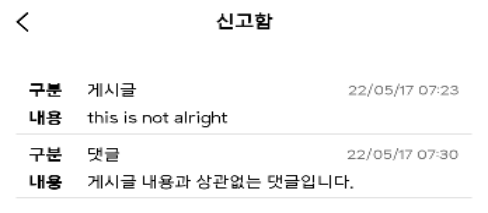 신고함
구분 게시글 22/05/17 07:23
내용 this is not alright
구분 댓글 22/05/17 07:30
내용 게시글 내용과 상관없는 댓글입니다.